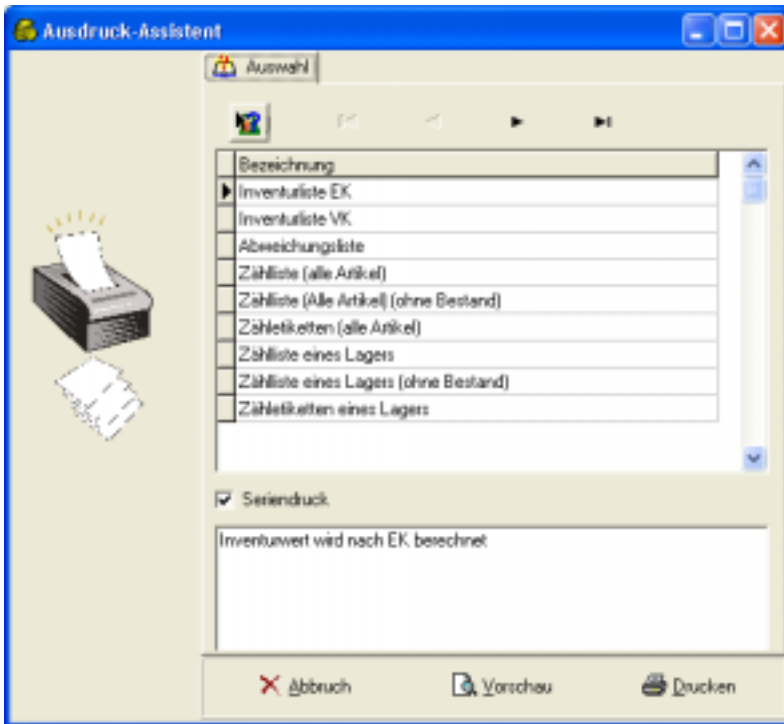 Ausdruck-Assistent
Auswahl
Bezeichnung
Inventurliste EK
Inventurliste VK
Abweichungsliste
Zählliste (alle Artikel)
Zählliste (Alle Artikel) (ohne Bestand)
Zähletiketten (alle Artikel)
Zählliste eines Lagers
Zählliste eines Lagers (ohne Bestand)
Zähletiketten eines Lagers
Seriendruck
Inventurwert wird nach EK berechnet
Abbruch Vorschau Drucken